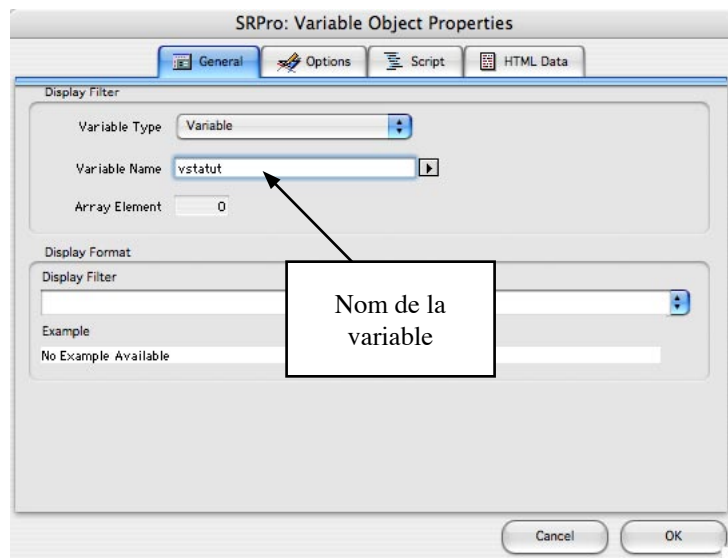 SRPro: Variable Object Properties
General Options Script HTML Data
Display Filter
Variable Type Variable
Variable Name vstatut
Array Element 0
Display Format
Display Filter
Example
No Example Available
Nom de la
variable
Cancel OK